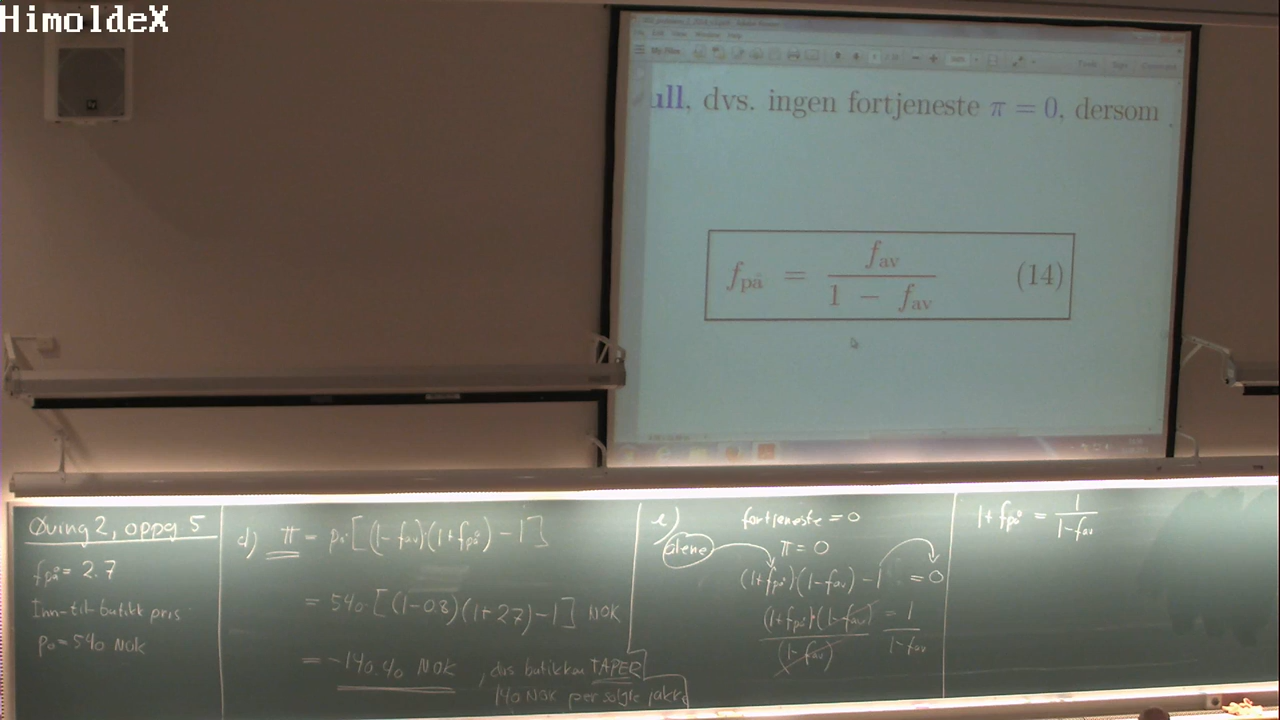 HimoldeX
ull, dvs. ingen fortjeneste π = 0, dersom
f_på = f_av / (1 − f_av) (14)
Øving 2, oppg 5
f_på = 2.7
Inn-til-butikk pris
p₀ = 540 NOK
d) π = p₀·[(1−f_av)·(1+f_på) − 1]
= 540·[(1−0.8)(1+2.7)−1] NOK
= −140.40 NOK, dvs butikken TAPER
140 NOK per solgte jakke
e) fortjeneste = 0
alene π = 0
(1+f_på)·(1−f_av) − 1 = 0
(1+f_på)·(1−f_av) / (1−f_av) = 1 / (1−f_av)
1+f_på = 1 / (1−f_av)